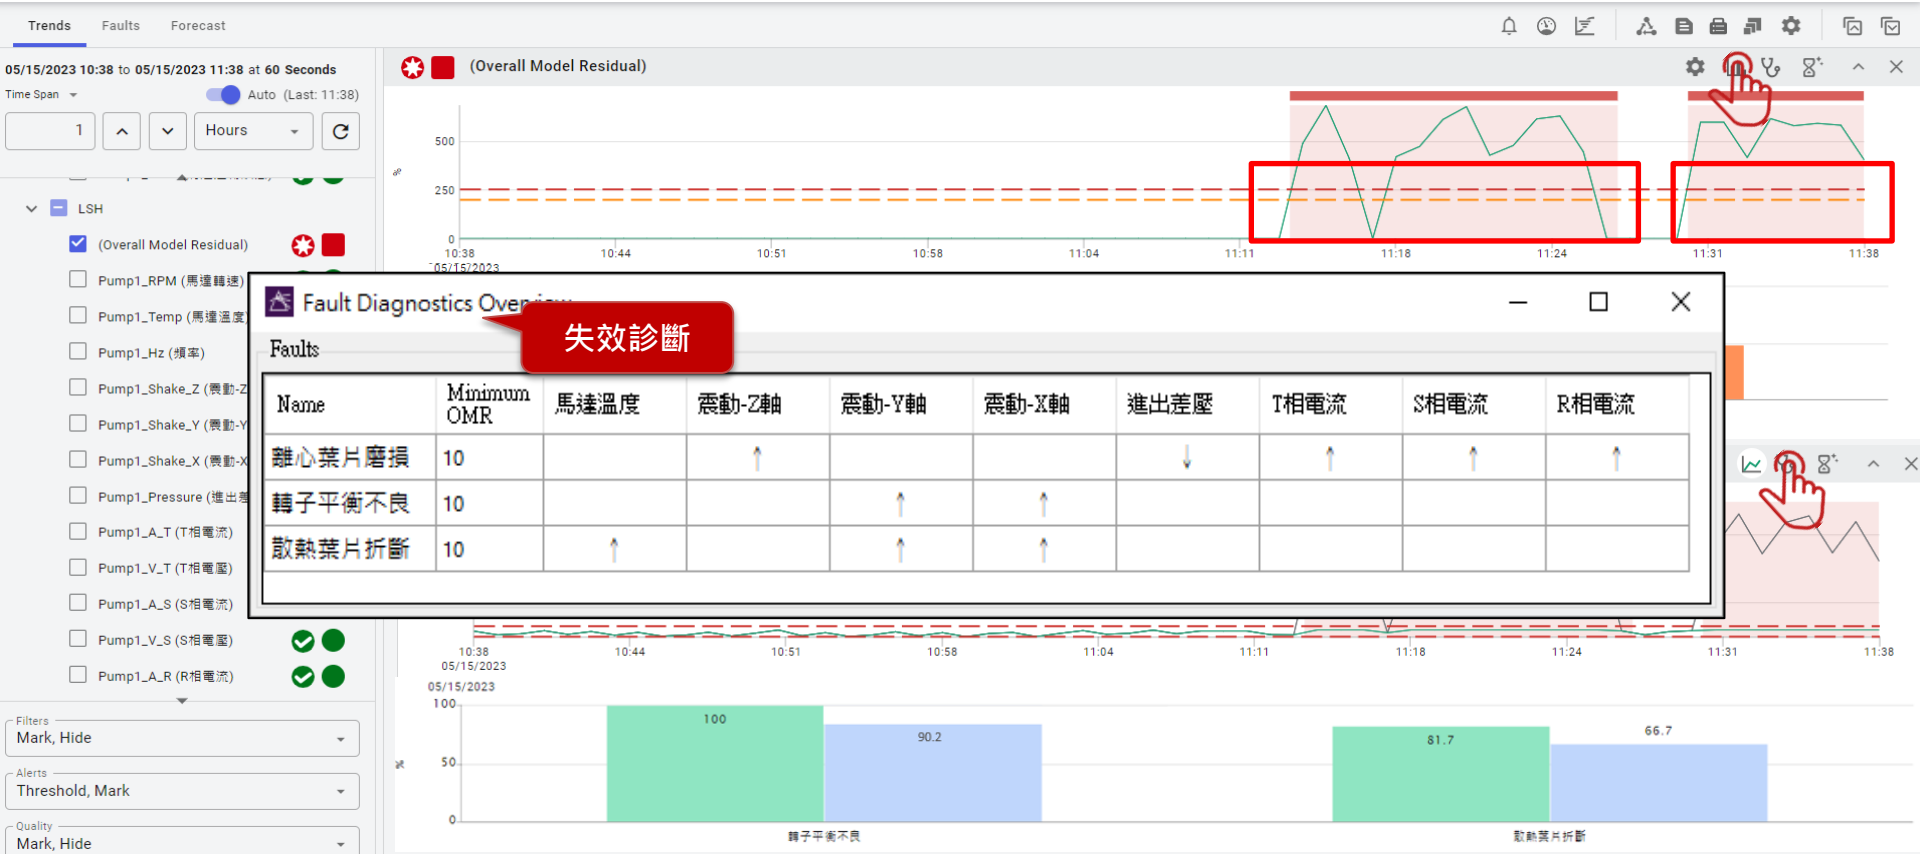 Trends Faults Forecast
05/15/2023 10:38 to 05/15/2023 11:38 at 60 Seconds
Time Span
Auto (Last: 11:38)
1
Hours
LSH
(Overall Model Residual)
Pump1_RPM (馬達轉速)
Pump1_Temp (馬達溫度
Pump1_Hz (頻率)
Pump1_Shake_Z (震動-Z
Pump1_Shake_Y (震動-Y
Pump1_Shake_X (震動-X
Pump1_Pressure (進出差
Pump1_A_T (T相電流)
Pump1_V_T (T相電壓)
Pump1_A_S (S相電流)
Pump1_V_S (S相電壓)
Pump1_A_R (R相電流)
Filters
Mark, Hide
Alerts
Threshold, Mark
Quality
Mark, Hide
(Overall Model Residual)
500
250
0
10:38 10:44 10:51 10:58 11:04 11:11 11:18 11:24 11:31 11:38
05/15/2023
Fault Diagnostics Overview
失效診斷
Faults
Name Minimum OMR 馬達溫度 震動-Z軸 震動-Y軸 震動-X軸 進出差壓 T相電流 S相電流 R相電流
離心葉片磨損 10 ↑ ↓ ↑ ↑ ↑
轉子平衡不良 10 ↑ ↑
散熱葉片折斷 10 ↑ ↑ ↑
10:38 10:44 10:51 10:58 11:04 11:11 11:18 11:24 11:31 11:38
05/15/2023
05/15/2023
100
50
0
100 90.2 81.7 66.7
轉子平衡不良 散熱葉片折斷